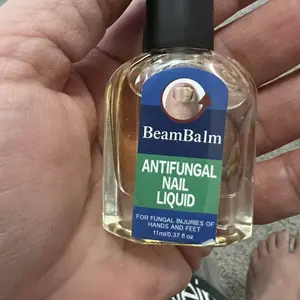 BeamBalm
ANTIFUNGAL
NAIL
LIQUID
FOR FUNGAL INJURIES OF
HANDS AND FEET
11ml/0.37 fl oz